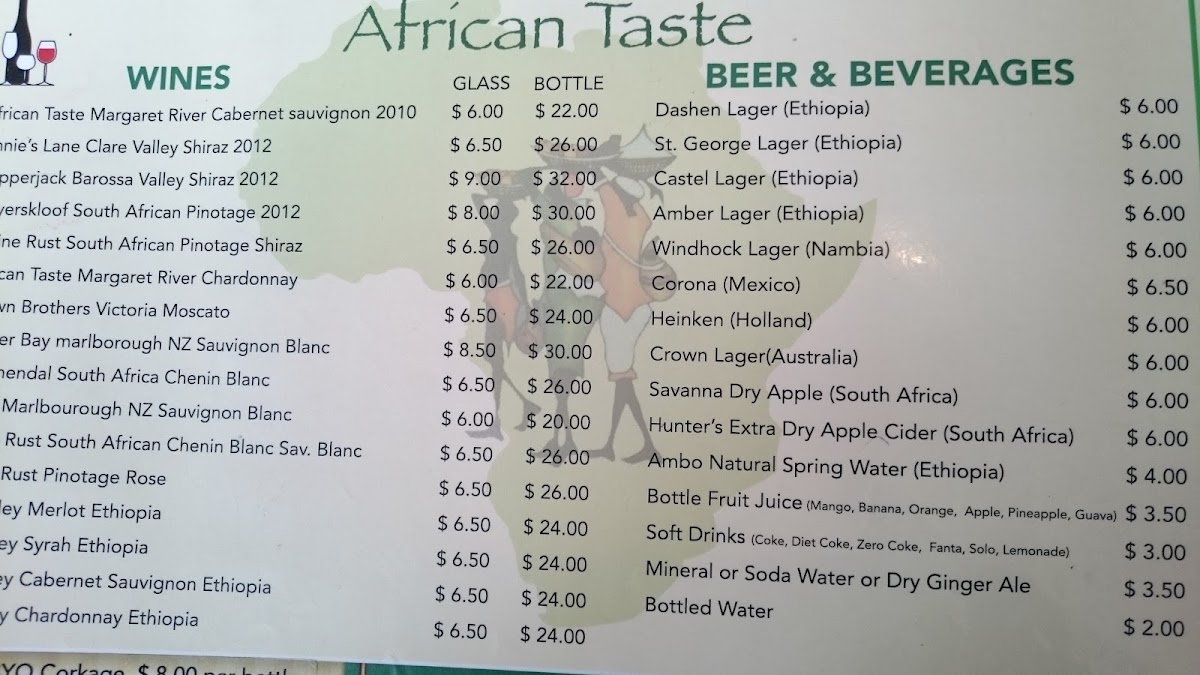 African Taste
WINES
GLASS BOTTLE
frican Taste Margaret River Cabernet sauvignon 2010 $ 6.00 $ 22.00
nnie's Lane Clare Valley Shiraz 2012 $ 6.50 $ 26.00
pperjack Barossa Valley Shiraz 2012 $ 9.00 $ 32.00
yerskloof South African Pinotage 2012 $ 8.00 $ 30.00
ine Rust South African Pinotage Shiraz $ 6.50 $ 26.00
ican Taste Margaret River Chardonnay $ 6.00 $ 22.00
wn Brothers Victoria Moscato $ 6.50 $ 24.00
er Bay marlborough NZ Sauvignon Blanc $ 8.50 $ 30.00
nendal South Africa Chenin Blanc $ 6.50 $ 26.00
Marlbourough NZ Sauvignon Blanc $ 6.00 $ 20.00
Rust South African Chenin Blanc Sav. Blanc $ 6.50 $ 26.00
Rust Pinotage Rose $ 6.50 $ 26.00
ley Merlot Ethiopia $ 6.50 $ 24.00
ey Syrah Ethiopia $ 6.50 $ 24.00
ey Cabernet Sauvignon Ethiopia $ 6.50 $ 24.00
y Chardonnay Ethiopia $ 6.50 $ 24.00
BEER & BEVERAGES
Dashen Lager (Ethiopia) $ 6.00
St. George Lager (Ethiopia) $ 6.00
Castel Lager (Ethiopia) $ 6.00
Amber Lager (Ethiopia) $ 6.00
Windhock Lager (Nambia) $ 6.00
Corona (Mexico) $ 6.50
Heinken (Holland) $ 6.00
Crown Lager(Australia) $ 6.00
Savanna Dry Apple (South Africa) $ 6.00
Hunter's Extra Dry Apple Cider (South Africa) $ 6.00
Ambo Natural Spring Water (Ethiopia) $ 4.00
Bottle Fruit Juice (Mango, Banana, Orange, Apple, Pineapple, Guava) $ 3.50
Soft Drinks (Coke, Diet Coke, Zero Coke, Fanta, Solo, Lemonade) $ 3.00
Mineral or Soda Water or Dry Ginger Ale $ 3.50
Bottled Water $ 2.00
YO Corkage $ 8.00 per bottl